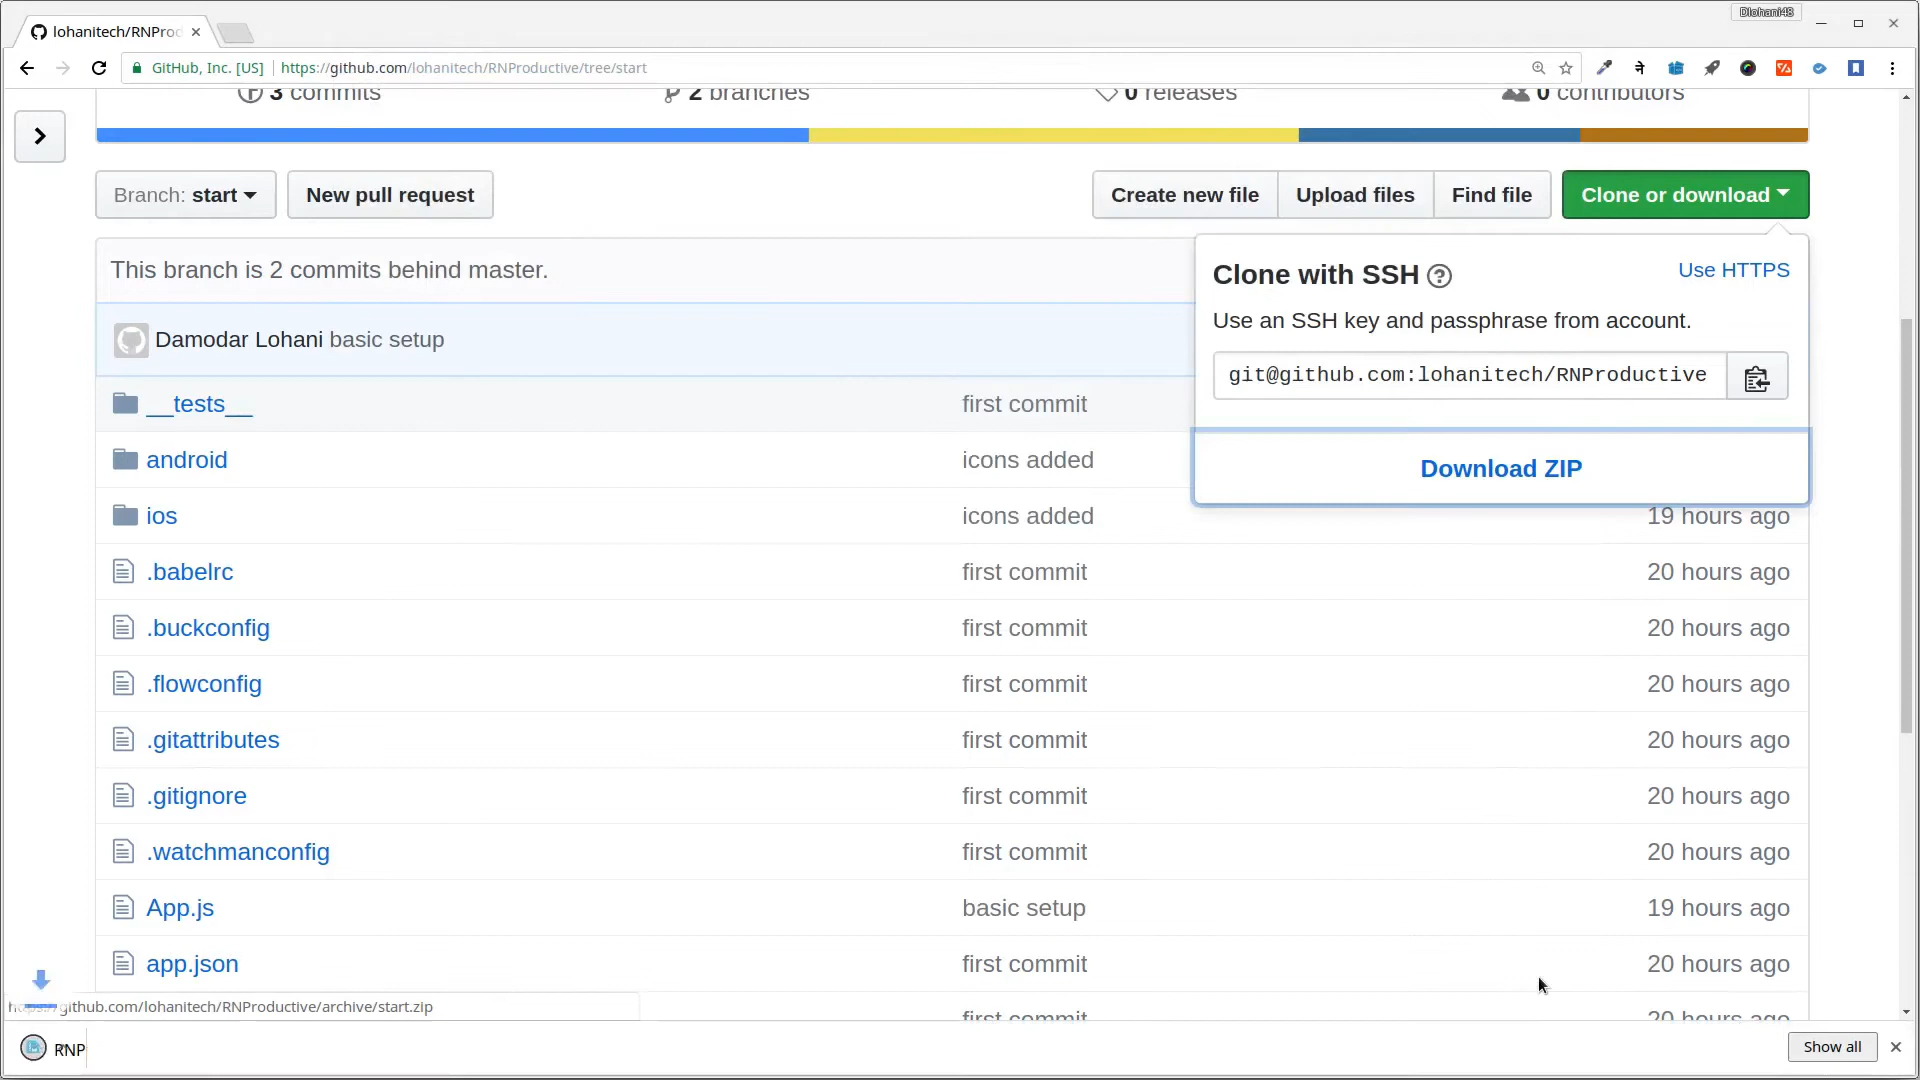 Dlohani48
lohanitech/RNProd
GitHub, Inc. [US]
https://github.com/lohanitech/RNProductive/tree/start
3 commits
2 branches
0 releases
0 contributors
Branch: start
New pull request
Create new file
Upload files
Find file
Clone or download
This branch is 2 commits behind master.
Clone with SSH
Use HTTPS
Use an SSH key and passphrase from account.
git@github.com:lohanitech/RNProductive
Download ZIP
Damodar Lohani basic setup
__tests__ first commit
android icons added
ios icons added 19 hours ago
.babelrc first commit 20 hours ago
.buckconfig first commit 20 hours ago
.flowconfig first commit 20 hours ago
.gitattributes first commit 20 hours ago
.gitignore first commit 20 hours ago
.watchmanconfig first commit 20 hours ago
App.js basic setup 19 hours ago
app.json first commit 20 hours ago
first commit 20 hours ago
https://github.com/lohanitech/RNProductive/archive/start.zip
RNP
Show all